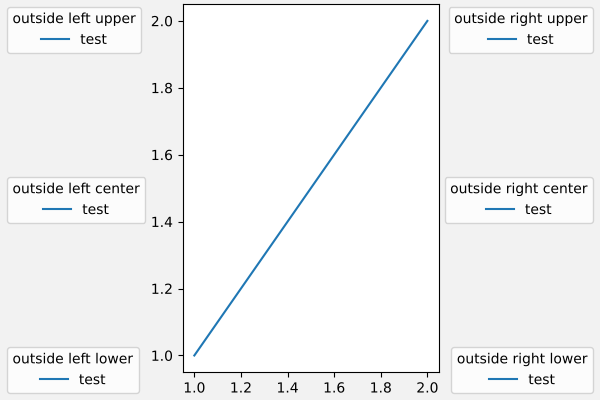 outside left upper
test
outside left center
test
outside left lower
test
2.0
1.8
1.6
1.4
1.2
1.0
1.0 1.2 1.4 1.6 1.8 2.0
outside right upper
test
outside right center
test
outside right lower
test